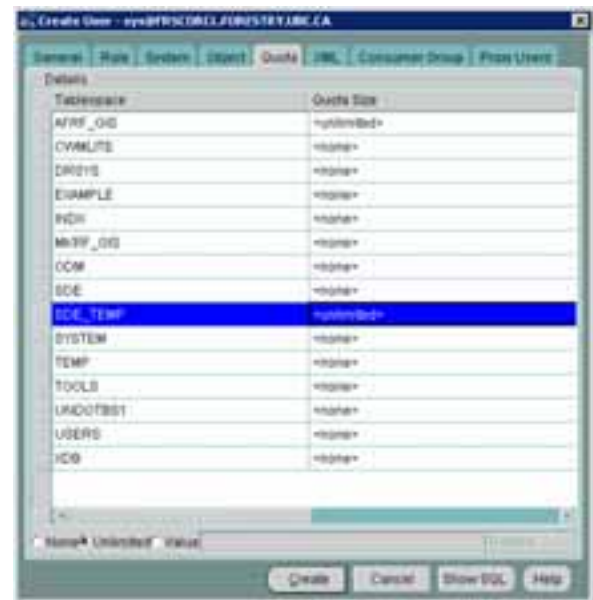 Create User - sys@FRSCORCL.FORESTRY.UBC.CA
General Role System Object Quota XML Consumer Group Proxy Users
Details
Tablespace Quota Size
AFRF_GIS <unlimited>
CWMLITE <none>
DRSYS <none>
EXAMPLE <none>
INDX <none>
MKRF_GIS <none>
ODM <none>
SDE <none>
SDE_TEMP <unlimited>
SYSTEM <none>
TEMP <none>
TOOLS <none>
UNDOTBS1 <none>
USERS <none>
XDB <none>
None Unlimited Value
Create Cancel Show SQL Help